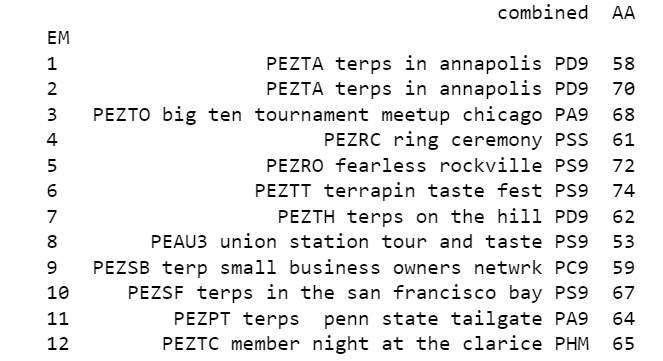 combined AA
EM
1 PEZTA terps in annapolis PD9 58
2 PEZTA terps in annapolis PD9 70
3 PEZTO big ten tournament meetup chicago PA9 68
4 PEZRC ring ceremony PSS 61
5 PEZRO fearless rockville PS9 72
6 PEZTT terrapin taste fest PS9 74
7 PEZTH terps on the hill PD9 62
8 PEAU3 union station tour and taste PS9 53
9 PEZSB terp small business owners netwrk PC9 59
10 PEZSF terps in the san francisco bay PS9 67
11 PEZPT terps  penn state tailgate PA9 64
12 PEZTC member night at the clarice PHM 65